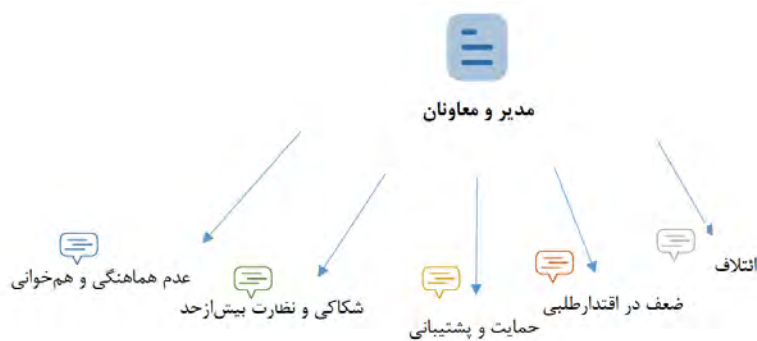 مدیر و معاونان
ائتلاف
ضعف در اقتدارطلبی
حمایت و پشتیبانی
شکاکی و نظارت بیش‌ازحد
عدم هماهنگی و هم‌خوانی